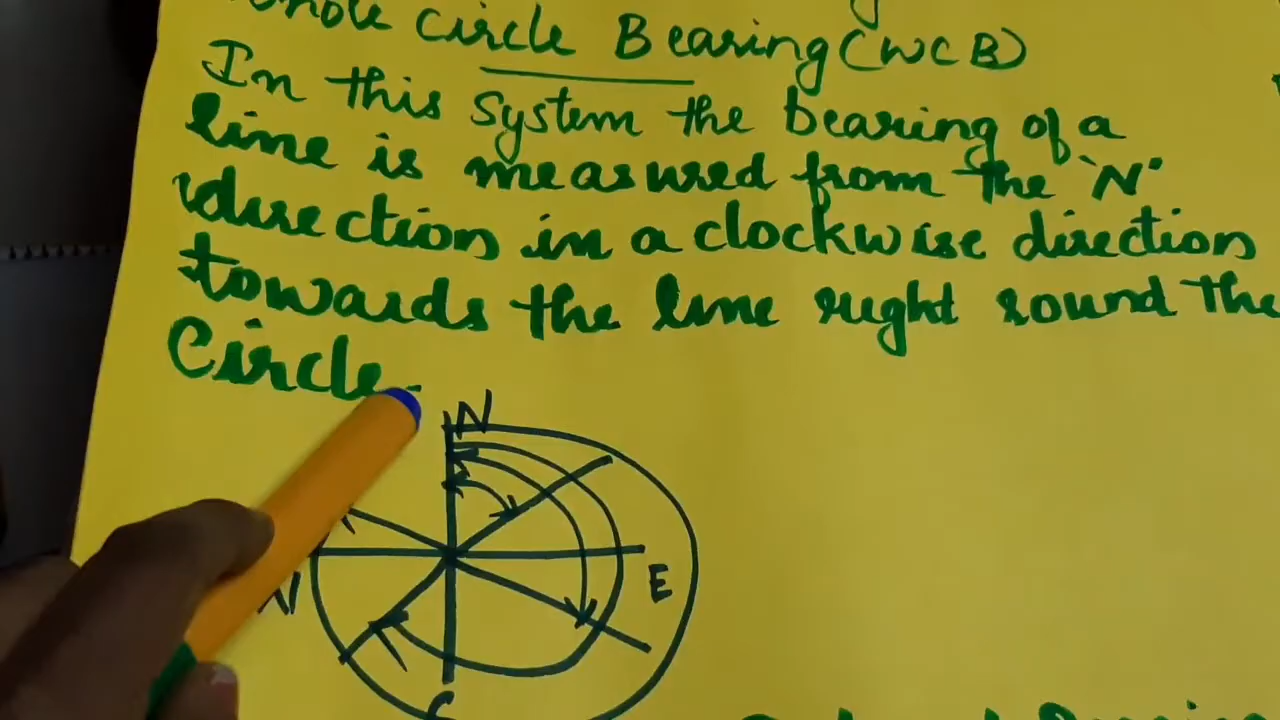 Whole Circle Bearing (WCB)
In this system the bearing of a
line is measured from the 'N'
direction in a clockwise direction
towards the line right round the
Circle.
N
E
W
S